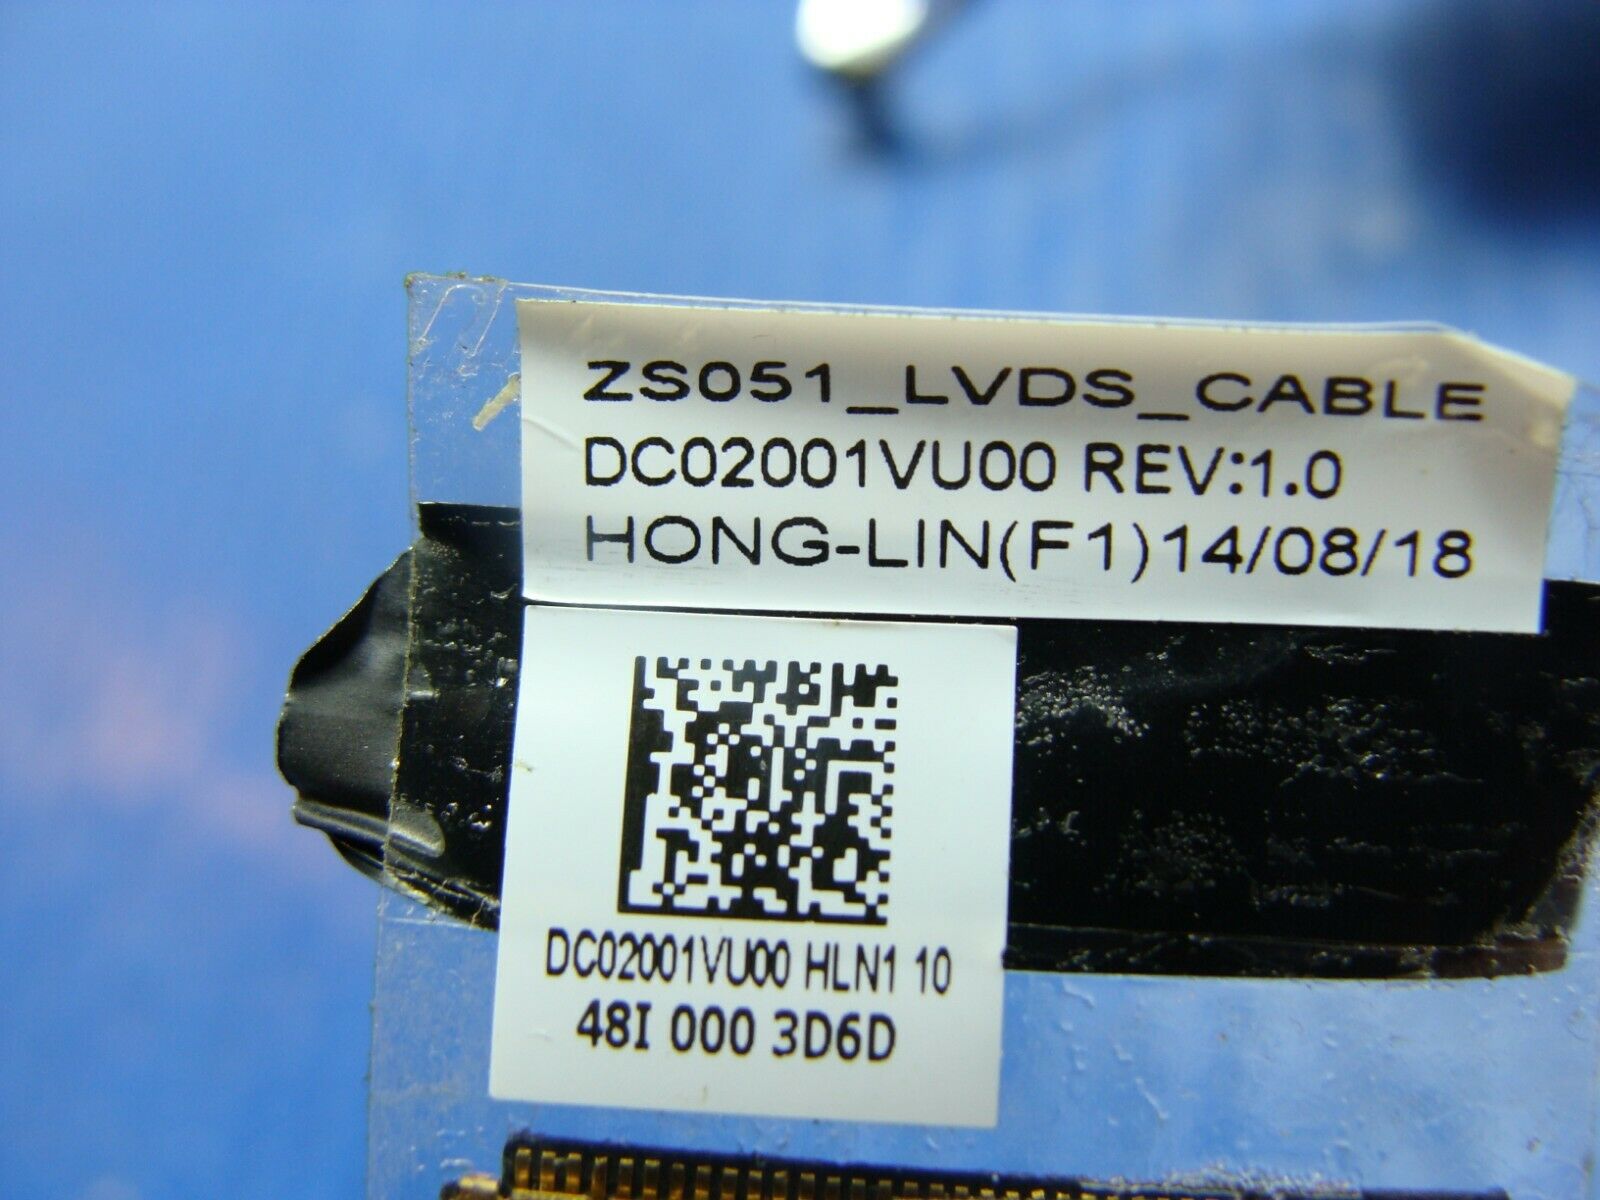 ZS051_LVDS_CABLE
DC02001VU00 REV:1.0
HONG-LIN(F1)14/08/18
DC02001VU00 HLN1 10
48I 000 3D6D